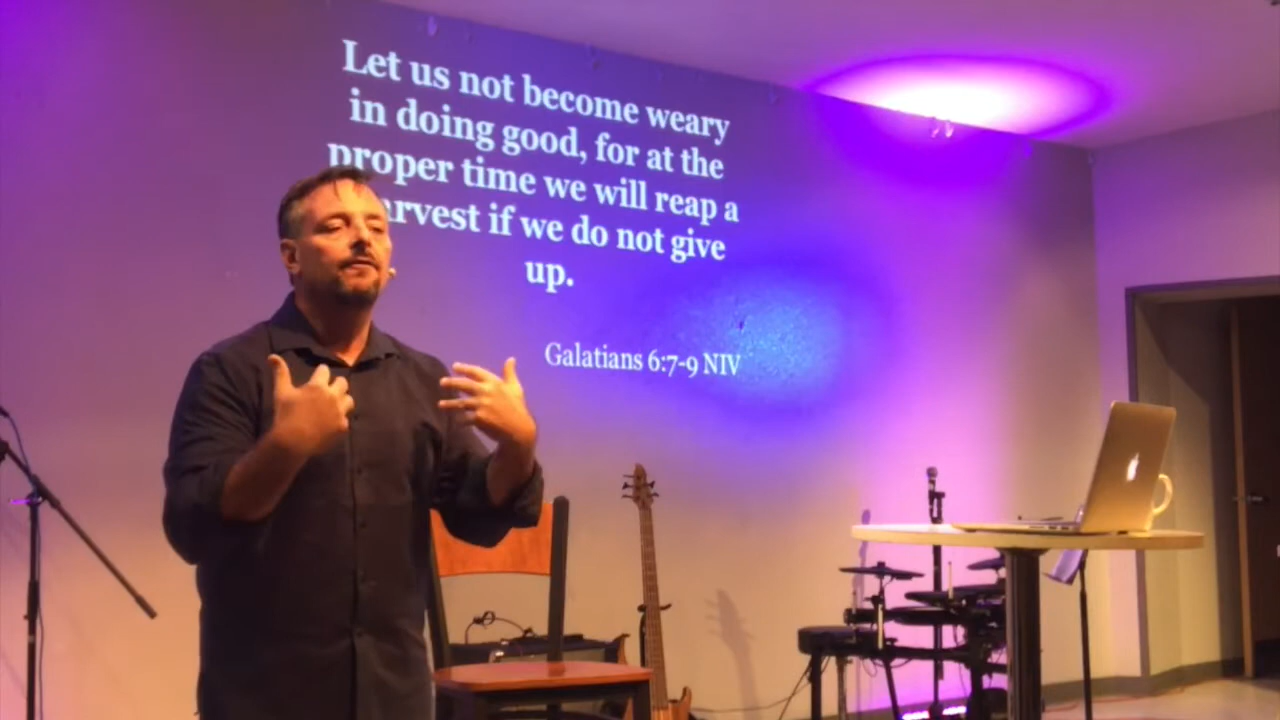 Let us not become weary
in doing good, for at the
proper time we will reap a
arvest if we do not give
up.
Galatians 6:7-9 NIV